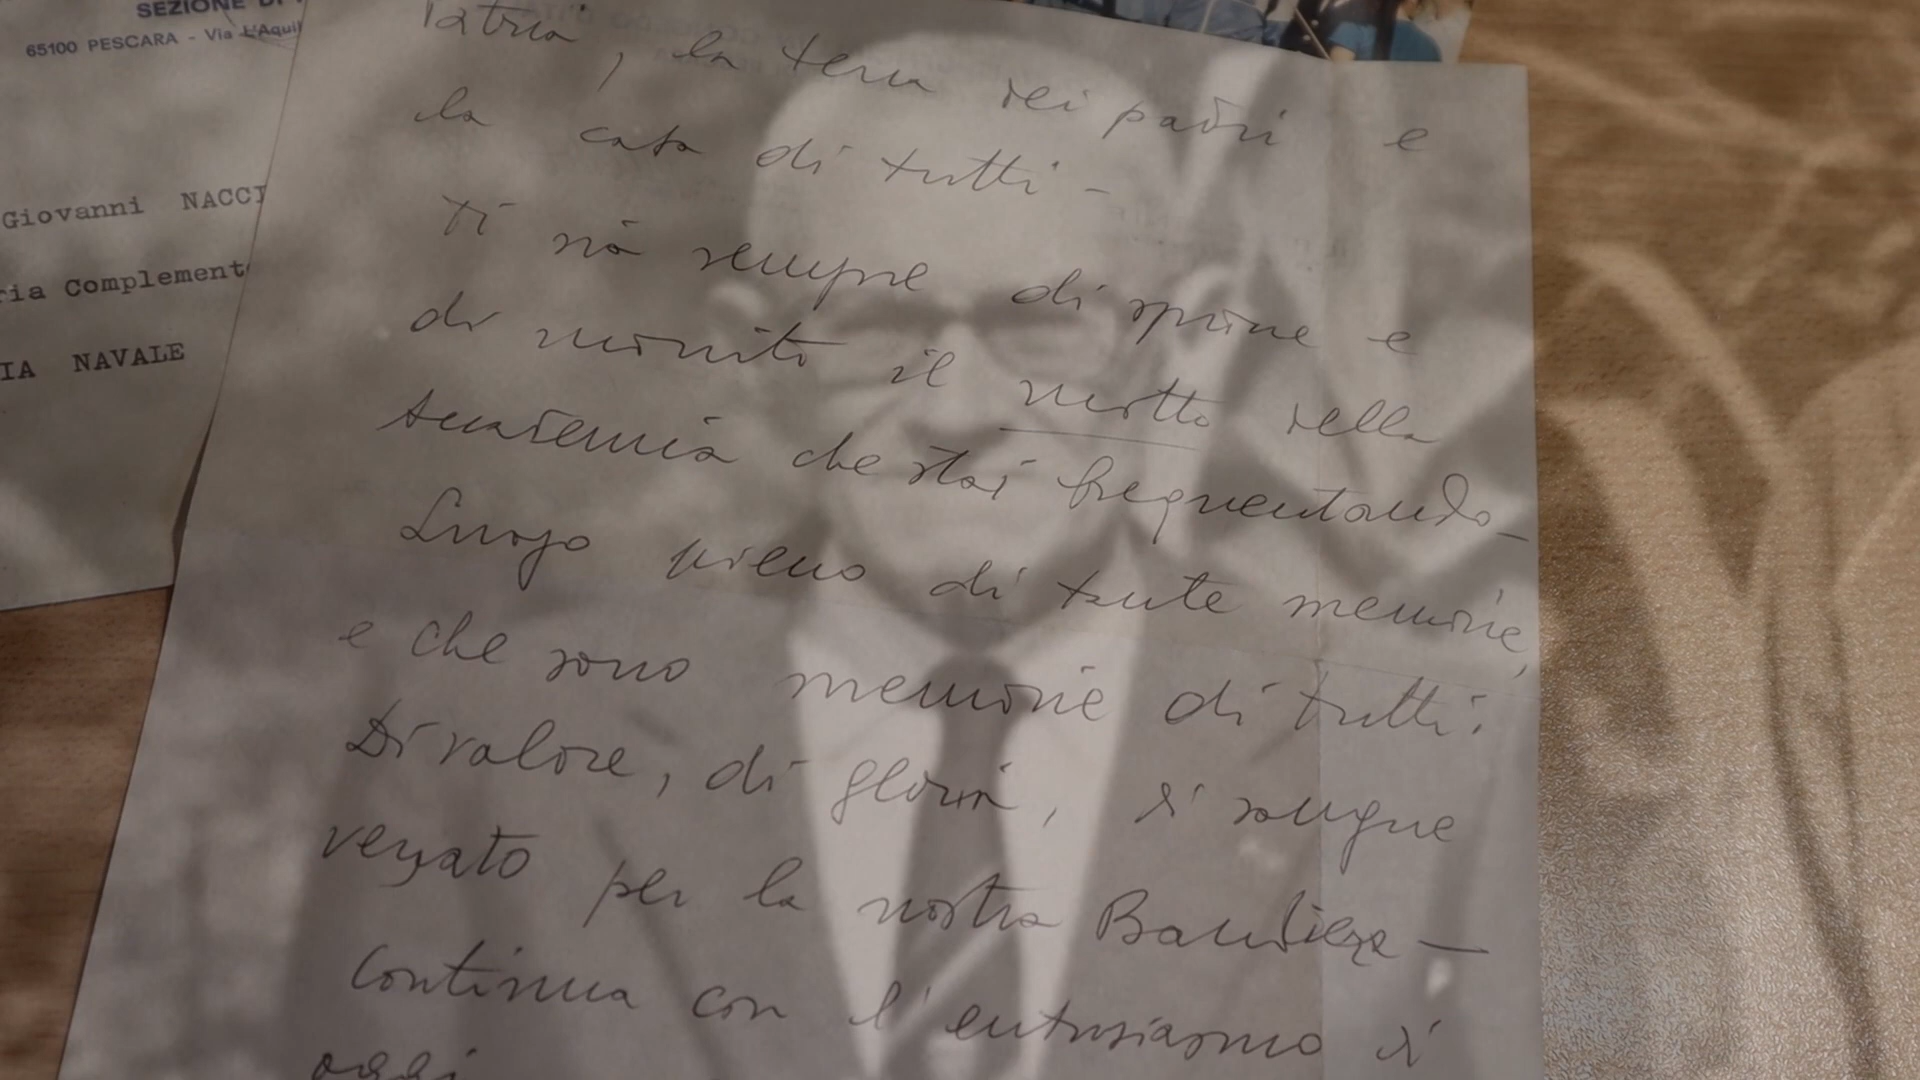 SEZIONE DI
65100 PESCARA - Via L'Aquil
Giovanni NACCI
ria Complement
IA NAVALE
Patria, la terra dei padri e
la casa di tutti -
Ti sia sempre di sprone e
di monito il motto della
Accademia che stai frequentando -
Luogo pieno di tante memorie,
e che sono memorie di tutti:
Di valore, di gloria, di sangue
versato per la nostra Bandiera -
Continua con l'entusiasmo di
oggi